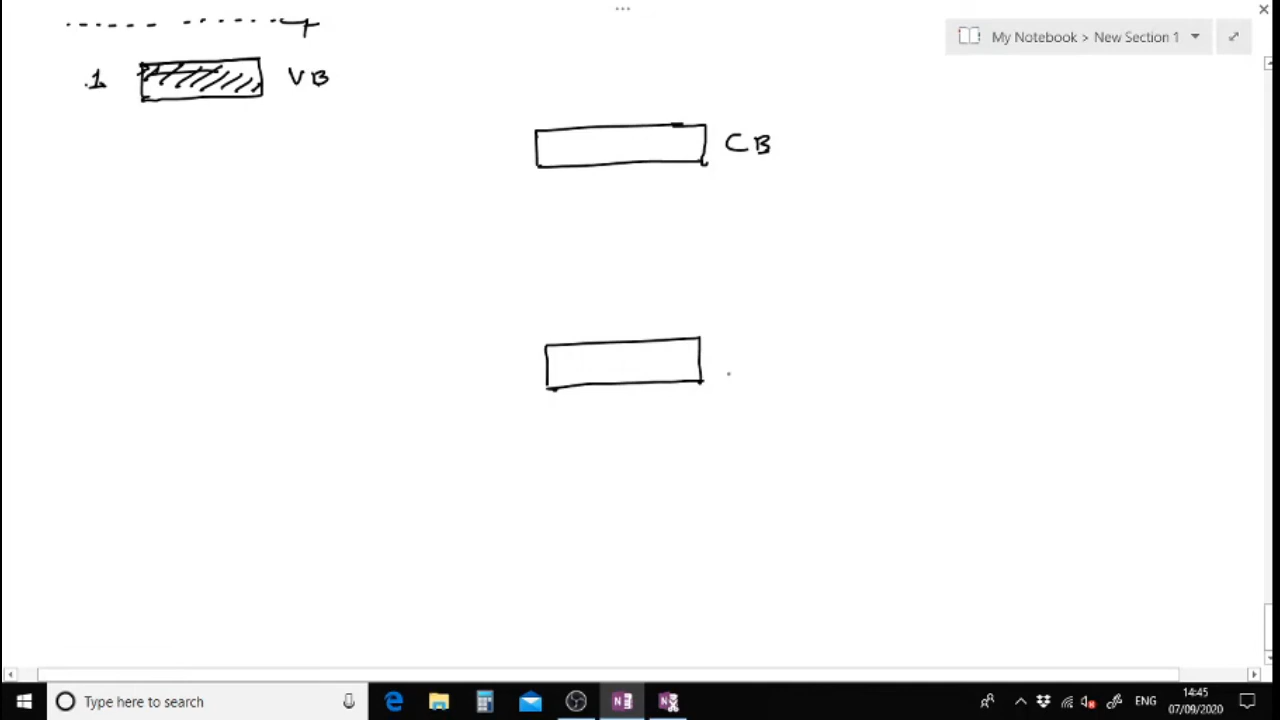 My Notebook > New Section 1
1 VB
CB
Type here to search
ENG
14:45
07/09/2020